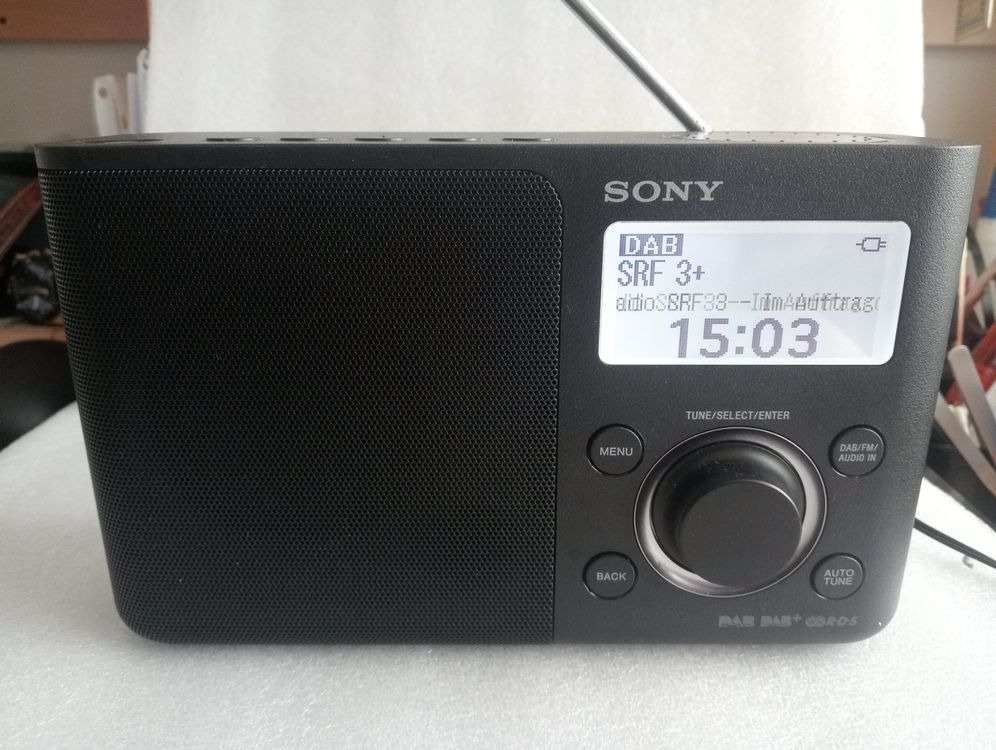 SONY
DAB
SRF 3+
15:03
TUNE/SELECT/ENTER
MENU
DAB/FM/
AUDIO IN
BACK
AUTO
TUNE
DAB DAB+ R·D·S